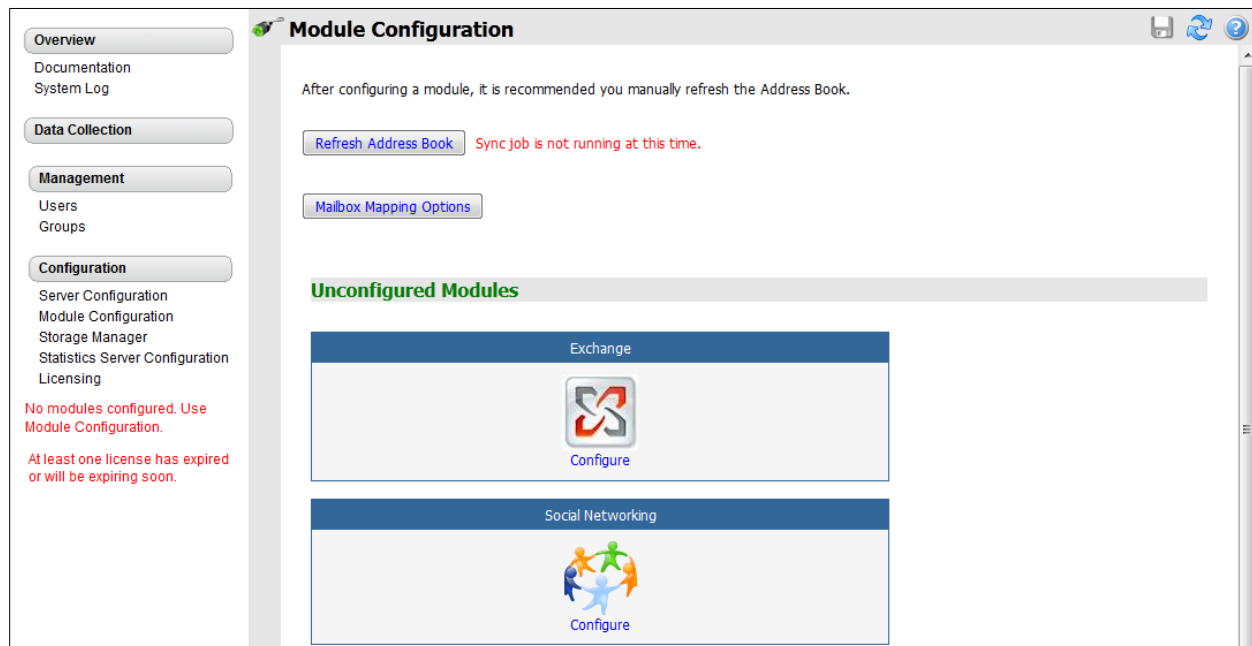 Overview
Documentation
System Log
Data Collection
Management
Users
Groups
Configuration
Server Configuration
Module Configuration
Storage Manager
Statistics Server Configuration
Licensing
No modules configured. Use
Module Configuration.
At least one license has expired
or will be expiring soon.
Module Configuration
After configuring a module, it is recommended you manually refresh the Address Book.
Refresh Address Book Sync job is not running at this time.
Mailbox Mapping Options
Unconfigured Modules
Exchange
Configure
Social Networking
Configure